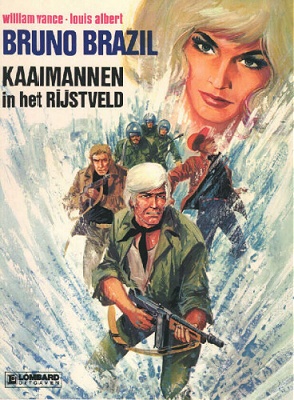 william vance - louis albert
BRUNO BRAZIL
KAAIMANNEN
in het RIJSTVELD
LOMBARD
UITGAVEN